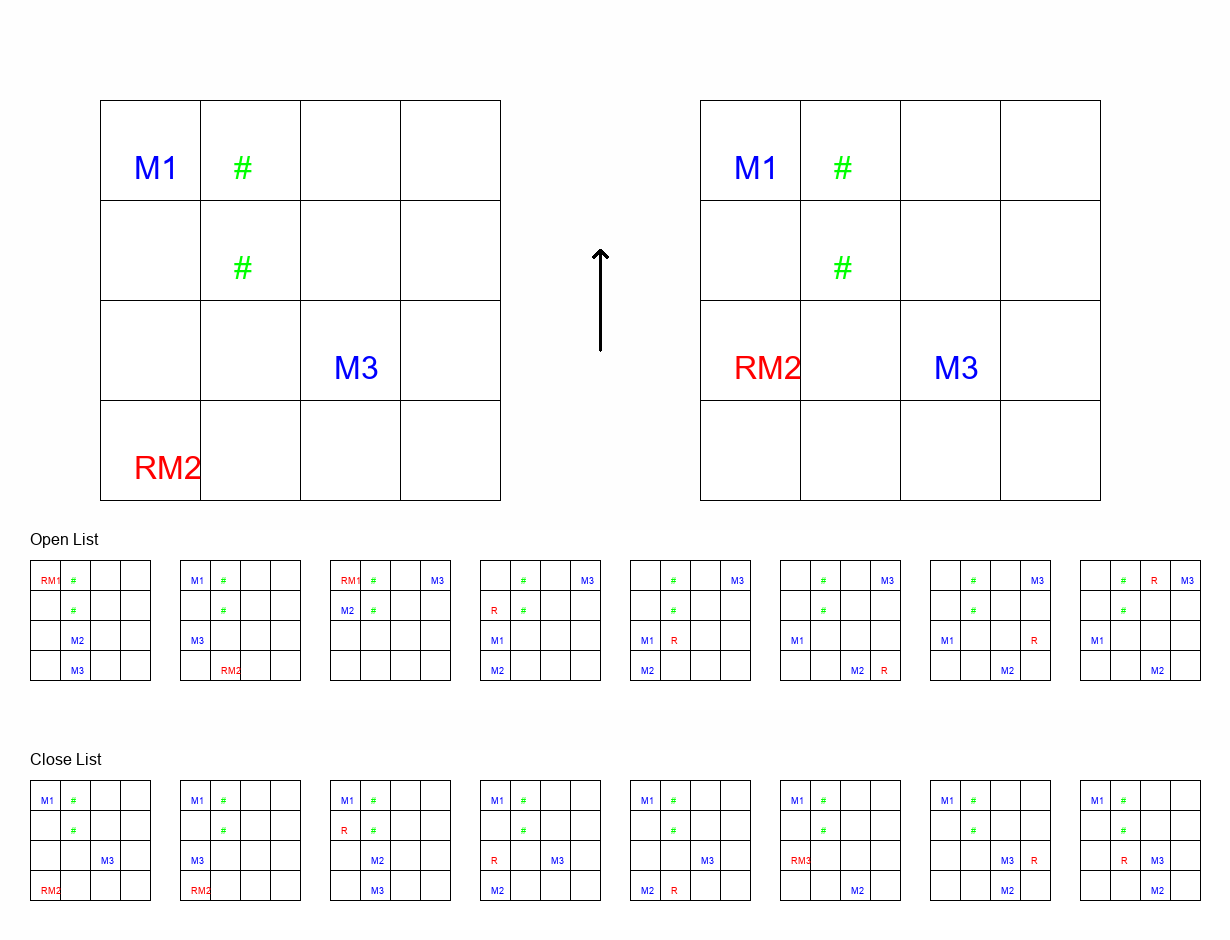 M1 # M1 #
# #
M3 RM2 M3
RM2
Open List
RM1 # M1 # RM1 # M3 # M3 # M3 # M3 # M3 # R M3
# # M2 # R # # # # #
M2 M3 M1 M1 R M1 M1 R M1
M3 RM2 M2 M2 M2 R M2 M2
Close List
M1 # M1 # M1 # M1 # M1 # M1 # M1 # M1 #
# # R # # # # # #
M3 M3 M2 R M3 M3 RM3 M3 R R M3
RM2 RM2 M3 M2 M2 R M2 M2 M2